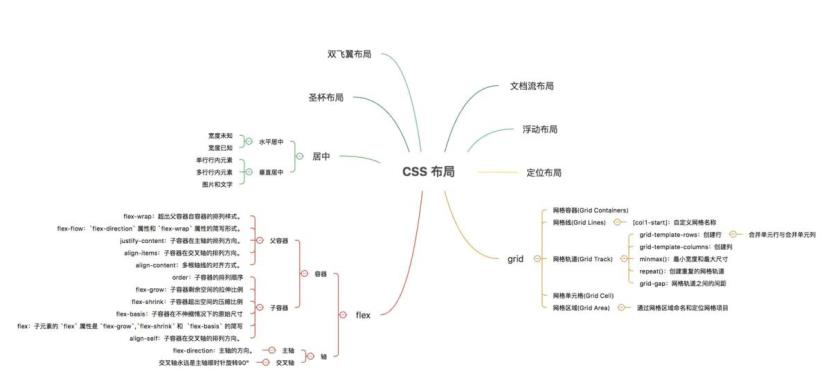 CSS 布局
双飞翼布局
圣杯布局
居中
水平居中
宽度未知
宽度已知
垂直居中
单行行内元素
多行行内元素
图片和文字
flex
容器
父容器
flex-wrap：超出父容器自容器的排列样式。
flex-flow：`flex-direction` 属性和 `flex-wrap` 属性的简写形式。
justify-content：子容器在主轴的排列方向。
align-items：子容器在交叉轴的排列方向。
align-content：多根轴线的对齐方式。
子容器
order：子容器的排列顺序
flex-grow：子容器剩余空间的拉伸比例
flex-shrink：子容器超出空间的压缩比例
flex-basis：子容器在不伸缩情况下的原始尺寸
flex：子元素的 `flex` 属性是 `flex-grow`,`flex-shrink` 和 `flex-basis` 的简写
align-self：子容器在交叉轴的排列方向。
轴
主轴
flex-direction：主轴的方向。
交叉轴
交叉轴永远是主轴顺时针旋转90°
文档流布局
浮动布局
定位布局
grid
网格容器(Grid Containers)
网格线(Grid Lines)
[col1-start]：自定义网格名称
网格轨道(Grid Track)
grid-template-rows：创建行
合并单元行与合并单元列
grid-template-columns：创建列
minmax()：最小宽度和最大尺寸
repeat()：创建重复的网格轨道
grid-gap：网格轨道之间的间距
网格单元格(Grid Cell)
网格区域(Grid Area)
通过网格区域命名和定位网格项目